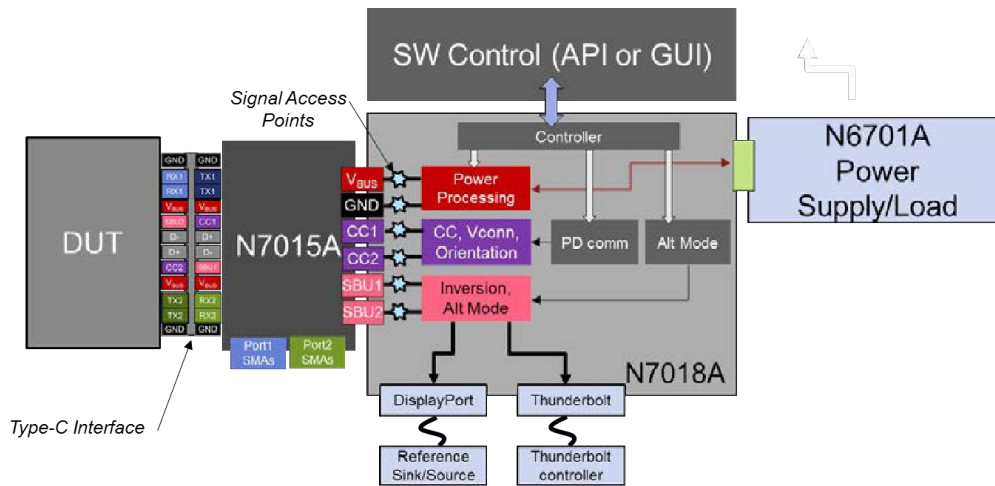 SW Control (API or GUI)
Signal Access
Points
Controller
N6701A
Power
Supply/Load
DUT
GND GND
RX1 TX1
RX1 TX1
VBUS VBUS
SBU2 CC1
D- D+
D+ D-
CC2 SBU1
VBUS VBUS
TX2 RX2
TX2 RX2
GND GND
N7015A
VBUS
GND
CC1
CC2
SBU1
SBU2
Power
Processing
CC, Vconn,
Orientation
PD comm
Alt Mode
Inversion,
Alt Mode
Port1
SMAs
Port2
SMAs
N7018A
Type-C Interface
DisplayPort
Thunderbolt
Reference
Sink/Source
Thunderbolt
controller